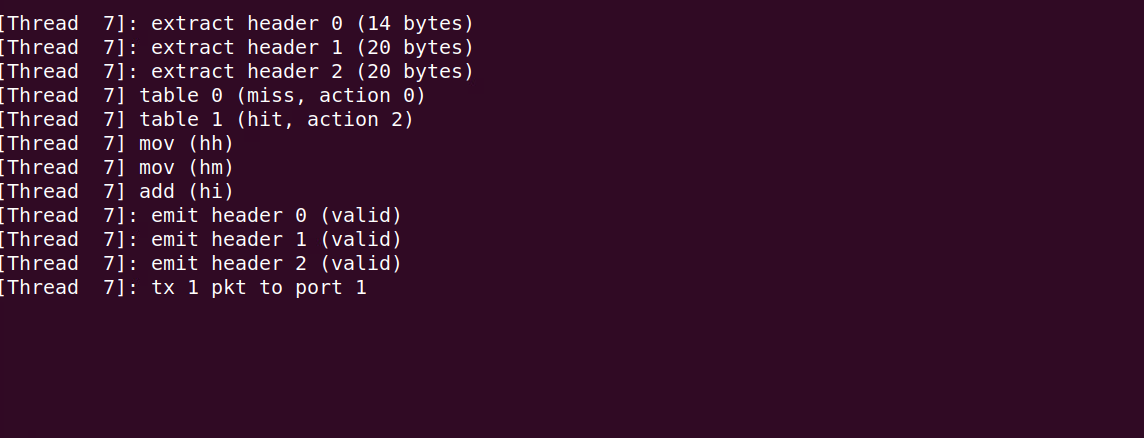 [Thread  7]: extract header 0 (14 bytes)
[Thread  7]: extract header 1 (20 bytes)
[Thread  7]: extract header 2 (20 bytes)
[Thread  7] table 0 (miss, action 0)
[Thread  7] table 1 (hit, action 2)
[Thread  7] mov (hh)
[Thread  7] mov (hm)
[Thread  7] add (hi)
[Thread  7]: emit header 0 (valid)
[Thread  7]: emit header 1 (valid)
[Thread  7]: emit header 2 (valid)
[Thread  7]: tx 1 pkt to port 1